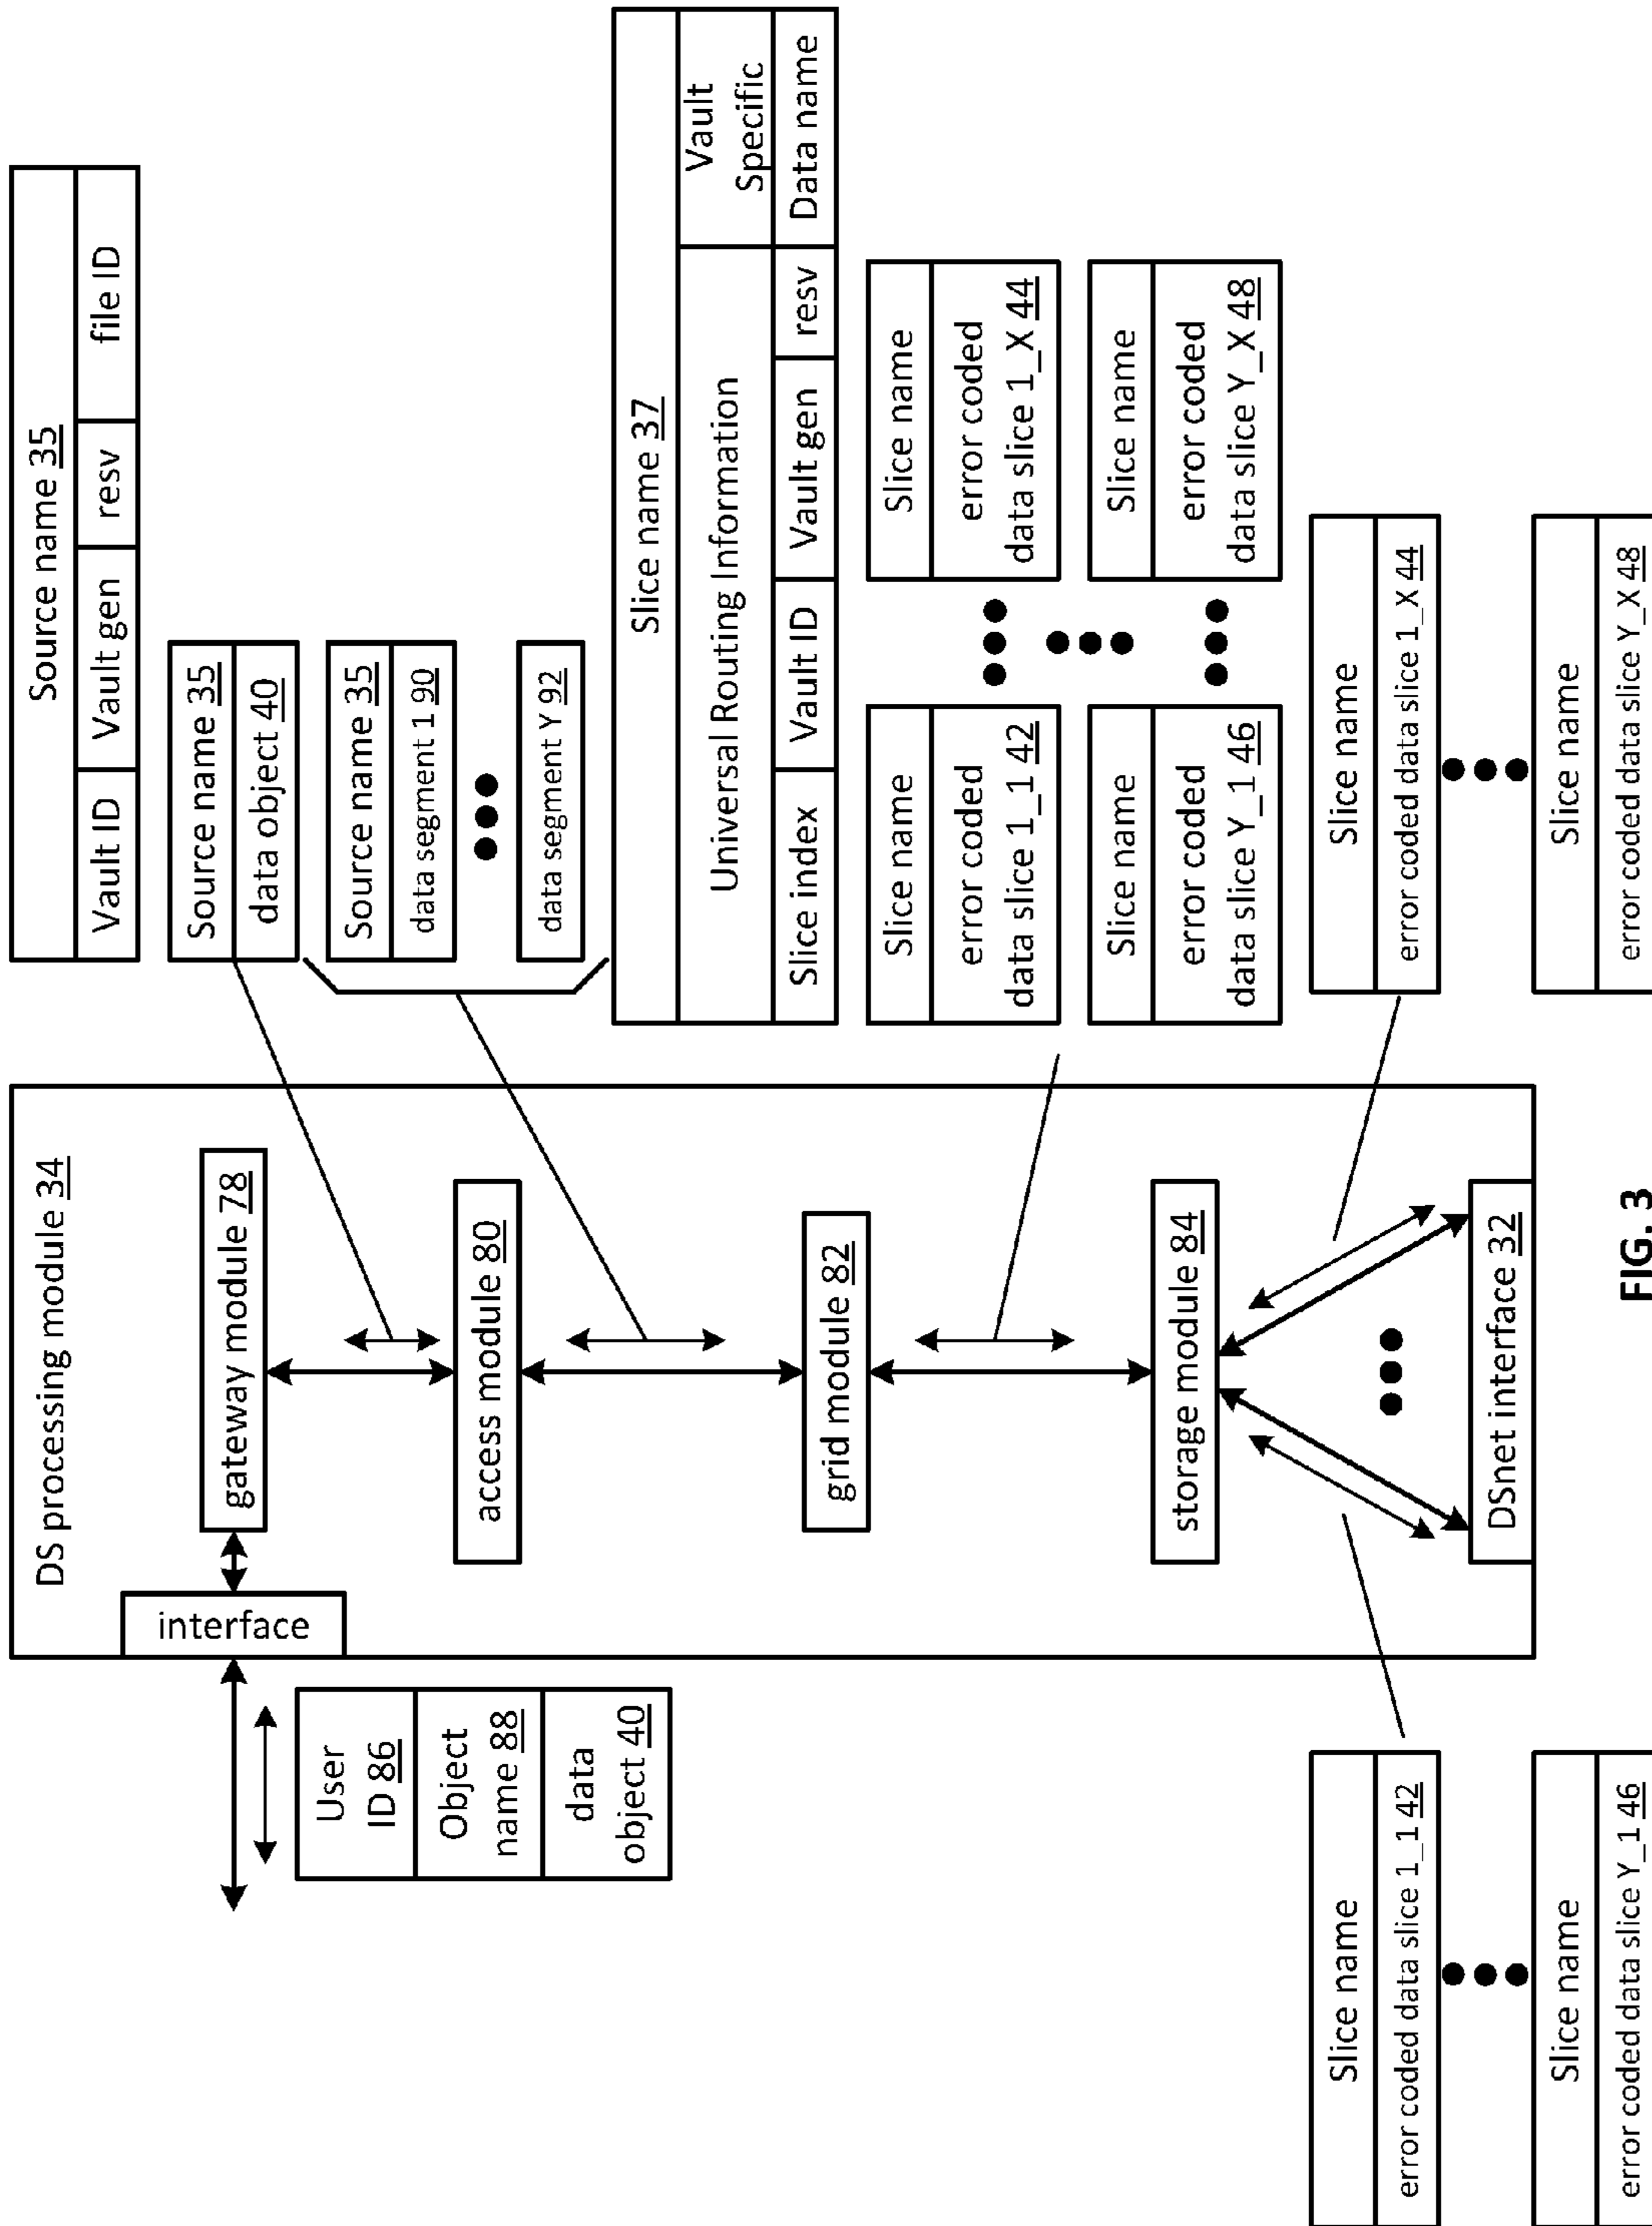 DS processing module 34
interface
gateway module 78
access module 80
grid module 82
storage module 84
DSnet interface 32
User
ID 86
Object
name 88
data
object 40
Source name 35
Vault ID
Vault gen
resv
file ID
Source name 35
data object 40
Source name 35
data segment 1 90
data segment Y 92
Slice name 37
Universal Routing Information
Vault
Specific
Slice index
Vault ID
Vault gen
resv
Data name
Slice name
error coded
data slice 1_1 42
Slice name
error coded
data slice 1_X 44
Slice name
error coded
data slice Y_1 46
Slice name
error coded
data slice Y_X 48
Slice name
error coded data slice 1_1 42
Slice name
error coded data slice Y_1 46
Slice name
error coded data slice 1_X 44
Slice name
error coded data slice Y_X 48
FIG. 3